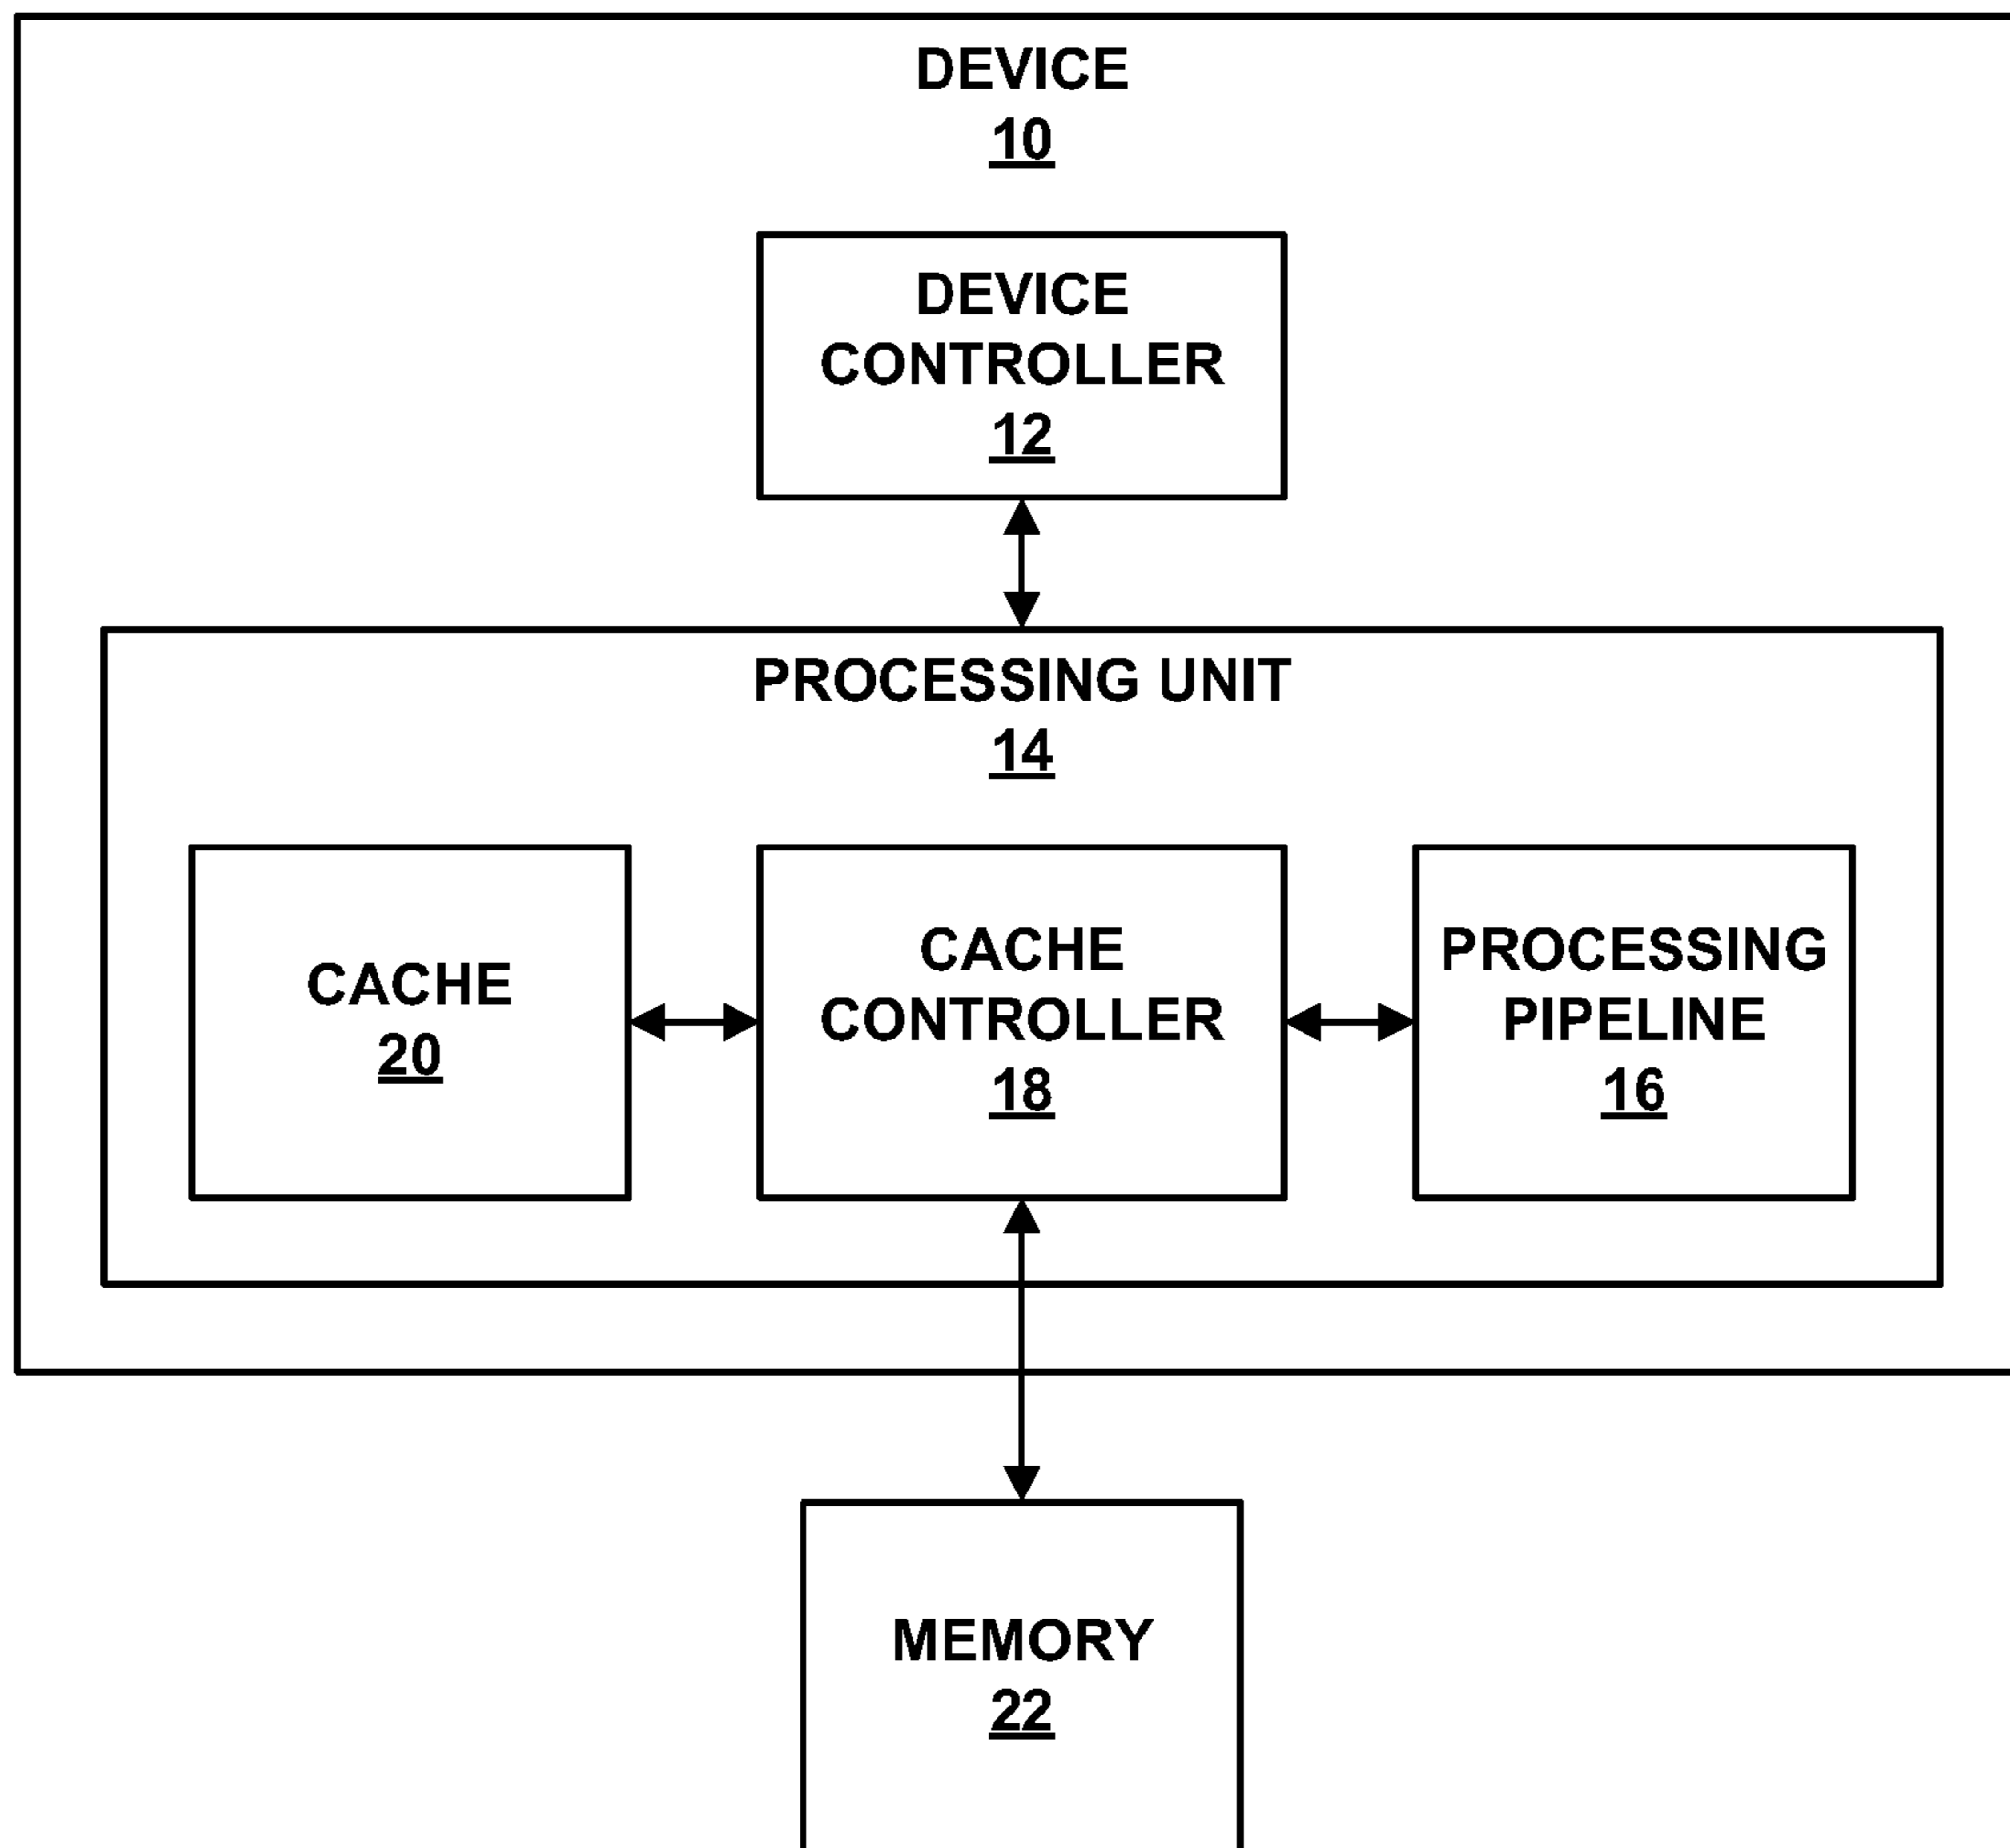 DEVICE
10
DEVICE
CONTROLLER
12
PROCESSING UNIT
14
CACHE
20
CACHE
CONTROLLER
18
PROCESSING
PIPELINE
16
MEMORY
22